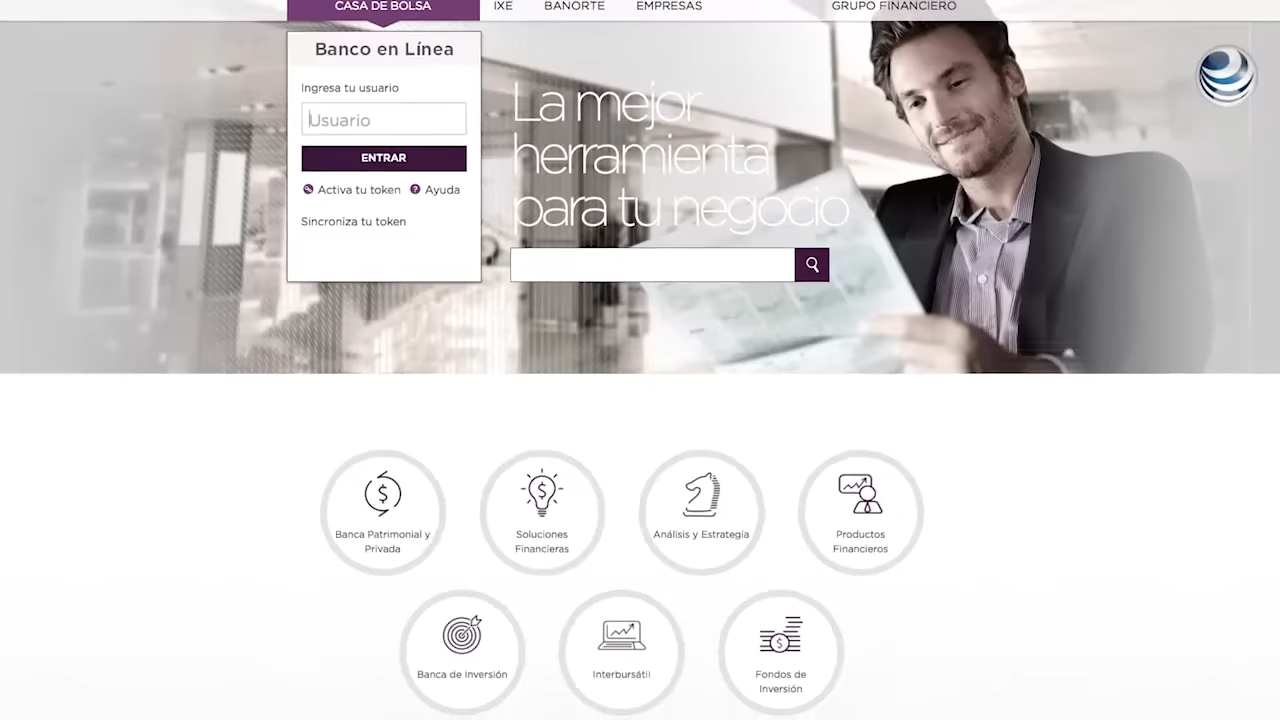 CASA DE BOLSA
IXE
BANORTE
EMPRESAS
GRUPO FINANCIERO
Banco en Línea
Ingresa tu usuario
Usuario
ENTRAR
Activa tu token
Ayuda
Sincroniza tu token
La mejor
herramienta
para tu negocio
Banca Patrimonial y
Privada
Soluciones
Financieras
Análisis y Estrategía
Productos
Financieros
Banca de Inversión
Interbursátil
Fondos de
Inversión